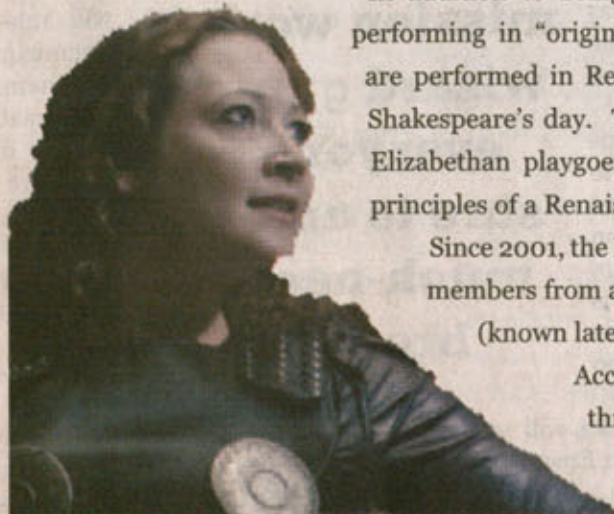 performing in “origin
are performed in Re
Shakespeare’s day.
Elizabethan playgoe
principles of a Renais
Since 2001, the
members from a
(known late
Acc
th